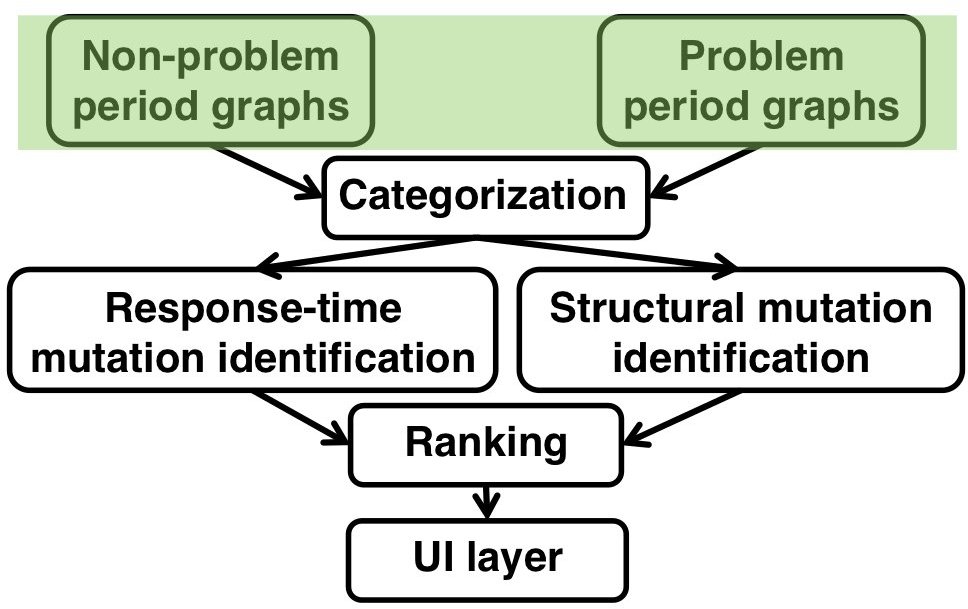 Non-problem
period graphs
Problem
period graphs
Categorization
Response-time
mutation identification
Structural mutation
identification
Ranking
UI layer